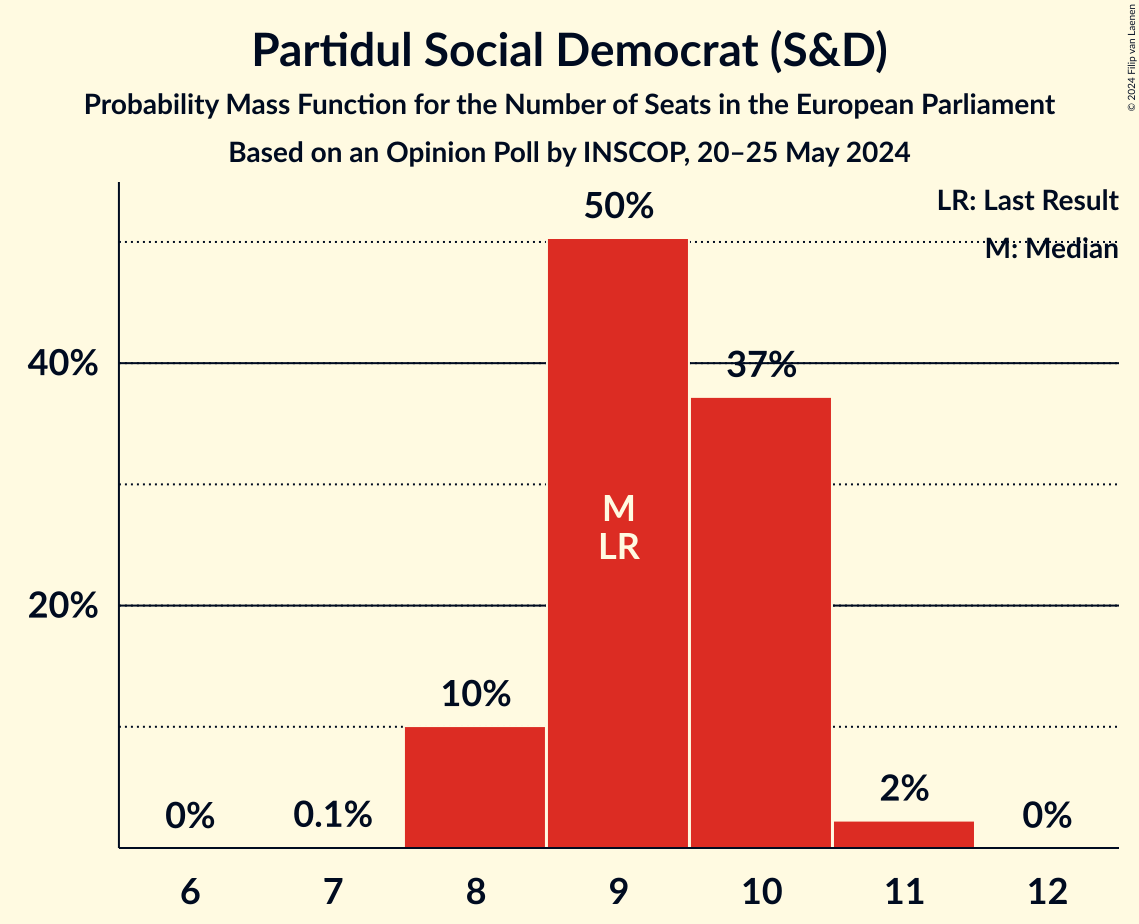 Partidul Social Democrat (S&D)
Probability Mass Function for the Number of Seats in the European Parliament
Based on an Opinion Poll by INSCOP, 20–25 May 2024
© 2024 Filip van Laenen
LR: Last Result
M: Median
50%
40%
37%
M
LR
20%
10%
2%
0%
0.1%
0%
6 7 8 9 10 11 12